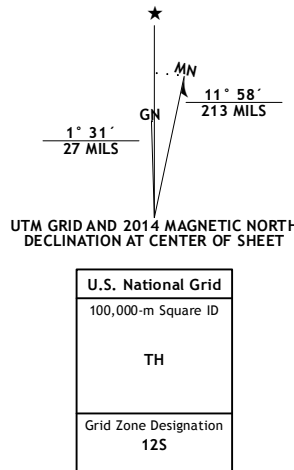 MN
GN
11° 58´
213 MILS
1° 31´
27 MILS
UTM GRID AND 2014 MAGNETIC NORTH
DECLINATION AT CENTER OF SHEET
U.S. National Grid
100,000-m Square ID
TH
Grid Zone Designation
12S